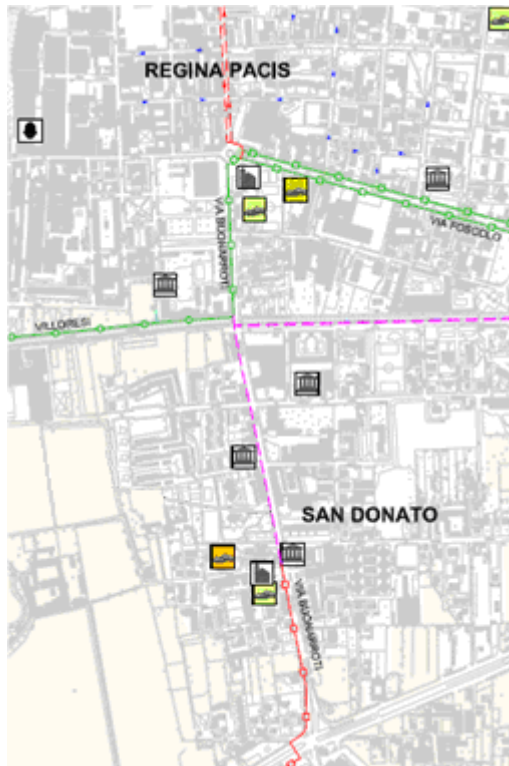 REGINA PACIS
VIA BUONARROTI
VIA FOSCOLO
VILLORESI
SAN DONATO
VIA BUONARROTI